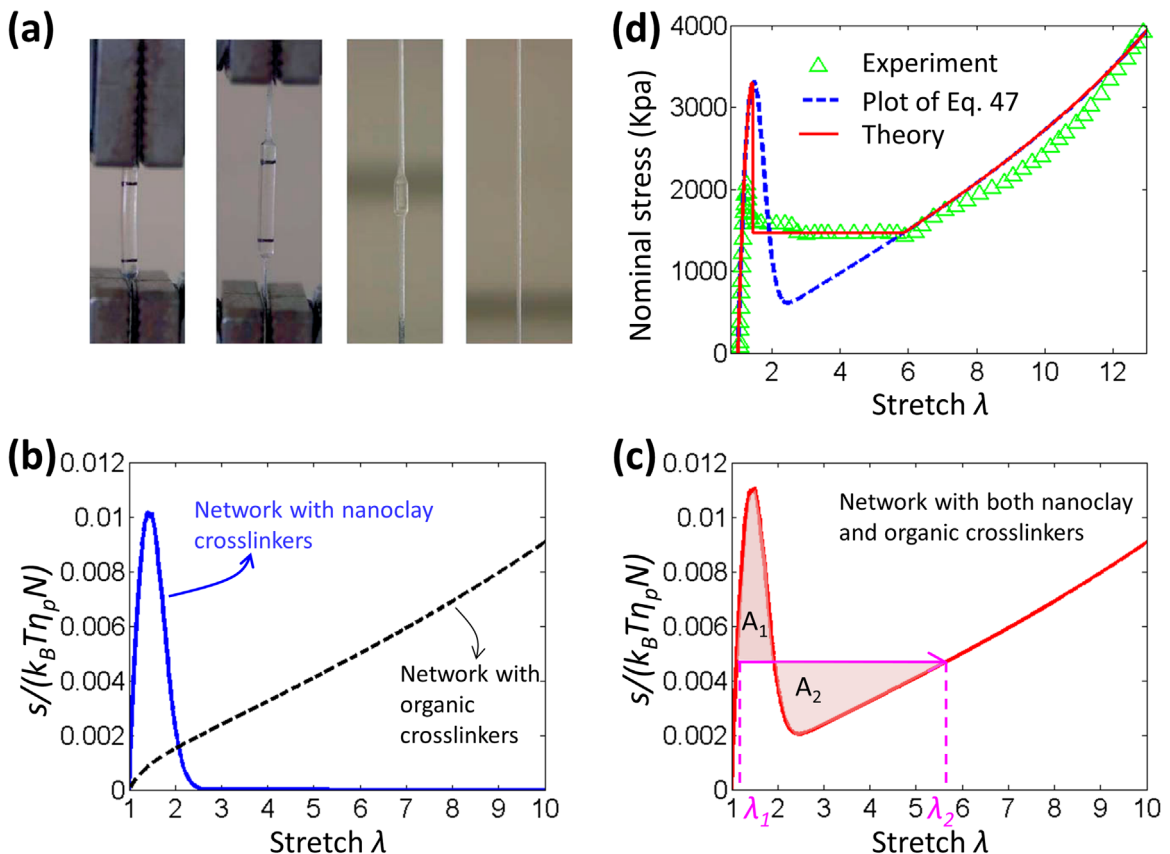 (a)
(d)
4000
3000
2000
1000
0
Nominal stress (Kpa)
Experiment
Plot of Eq. 47
Theory
2 4 6 8 10 12
Stretch λ
(b)
0.012
0.01
0.008
0.006
0.004
0.002
0
s/(k_BTη_pN)
Network with nanoclay
crosslinkers
Network with
organic
crosslinkers
1 2 3 4 5 6 7 8 9 10
Stretch λ
(c)
0.012
0.01
0.008
0.006
0.004
0.002
0
s/(k_BTη_pN)
Network with both nanoclay
and organic crosslinkers
A₁
A₂
1 2 3 4 5 6 7 8 9 10
λ₁ λ₂
Stretch λ